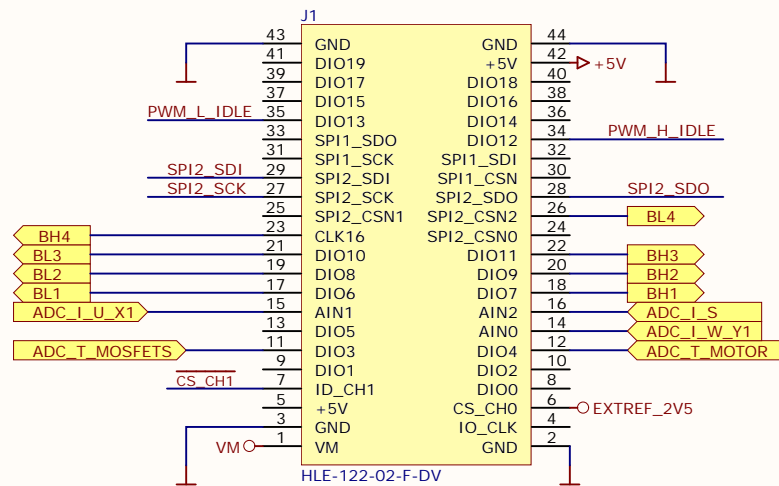 J1
43 GND GND 44
41 DIO19 +5V 42 +5V
39 DIO17 DIO18 40
37 DIO15 DIO16 38
PWM_L_IDLE 35 DIO13 DIO14 36
33 SPI1_SDO DIO12 34 PWM_H_IDLE
31 SPI1_SCK SPI1_SDI 32
SPI2_SDI 29 SPI2_SDI SPI1_CSN 30
SPI2_SCK 27 SPI2_SCK SPI2_SDO 28 SPI2_SDO
25 SPI2_CSN1 SPI2_CSN2 26 BL4
BH4 23 CLK16 SPI2_CSN0 24
BL3 21 DIO10 DIO11 22 BH3
BL2 19 DIO8 DIO9 20 BH2
BL1 17 DIO6 DIO7 18 BH1
ADC_I_U_X1 15 AIN1 AIN2 16 ADC_I_S
13 DIO5 AIN0 14 ADC_I_W_Y1
ADC_T_MOSFETS 11 DIO3 DIO4 12 ADC_T_MOTOR
9 DIO1 DIO2 10
CS_CH1 7 ID_CH1 DIO0 8
5 +5V CS_CH0 6 EXTREF_2V5
3 GND IO_CLK 4
VM 1 VM GND 2
HLE-122-02-F-DV